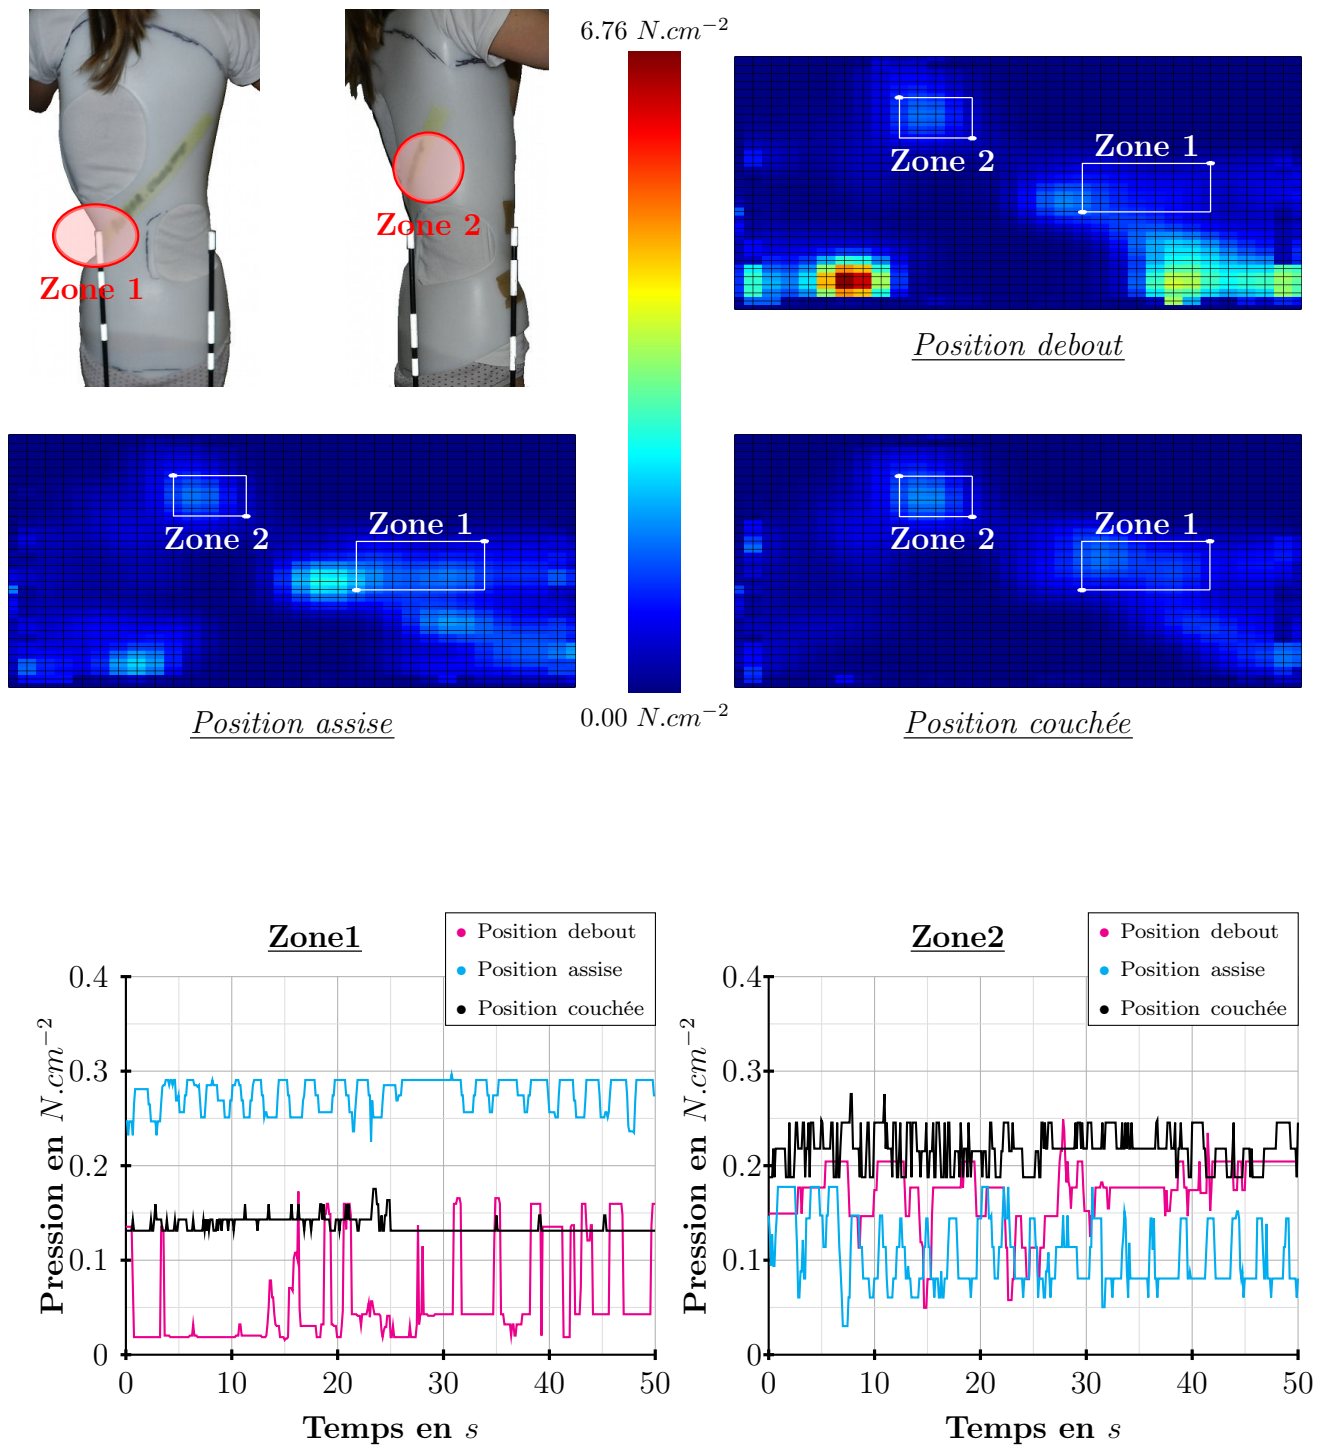 6.76 N.cm−2
Zone 1
Zone 2
Zone 1
Zone 2
Position debout
Zone 1
Zone 2
Position assise
0.00 N.cm−2
Zone 1
Zone 2
Position couchée
Zone1
Position debout
Position assise
Position couchée
Pression en N.cm−2
0.4
0.3
0.2
0.1
0
0 10 20 30 40 50
Temps en s
Zone2
Position debout
Position assise
Position couchée
Pression en N.cm−2
0.4
0.3
0.2
0.1
0
0 10 20 30 40 50
Temps en s